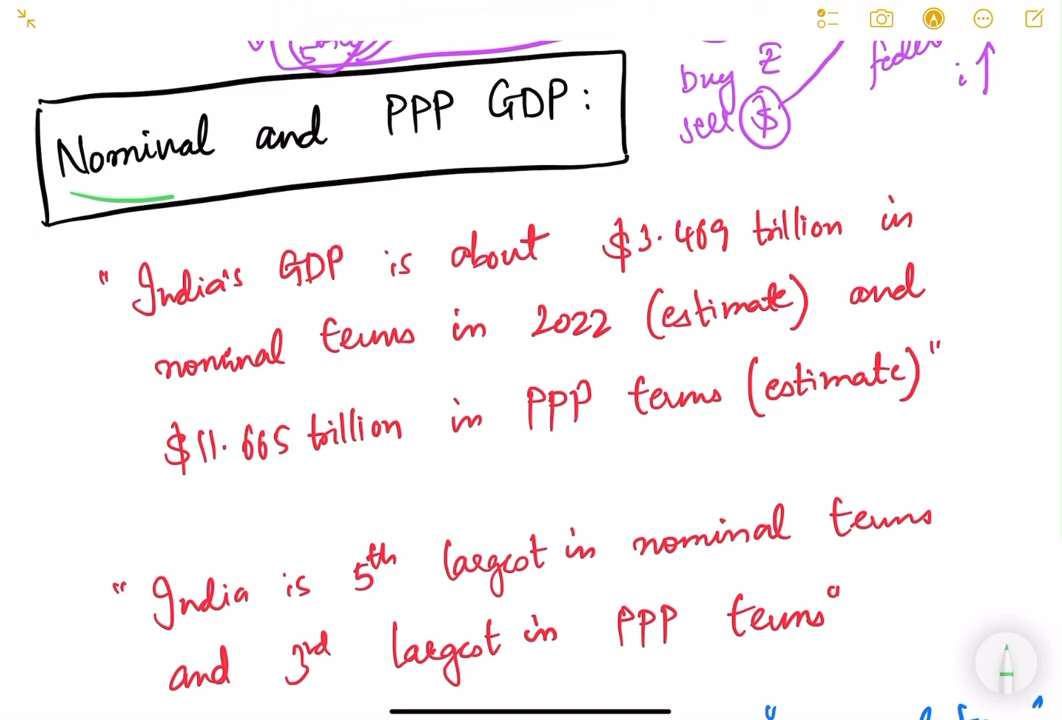 buy £
sell $
i↑
Nominal and PPP GDP:
" India's GDP is about $3.469 trillion in
nominal terms in 2022 (estimate) and
$11.665 trillion in PPP terms (estimate)"
" India is 5th largest in nominal terms
and 3rd largest in PPP terms"